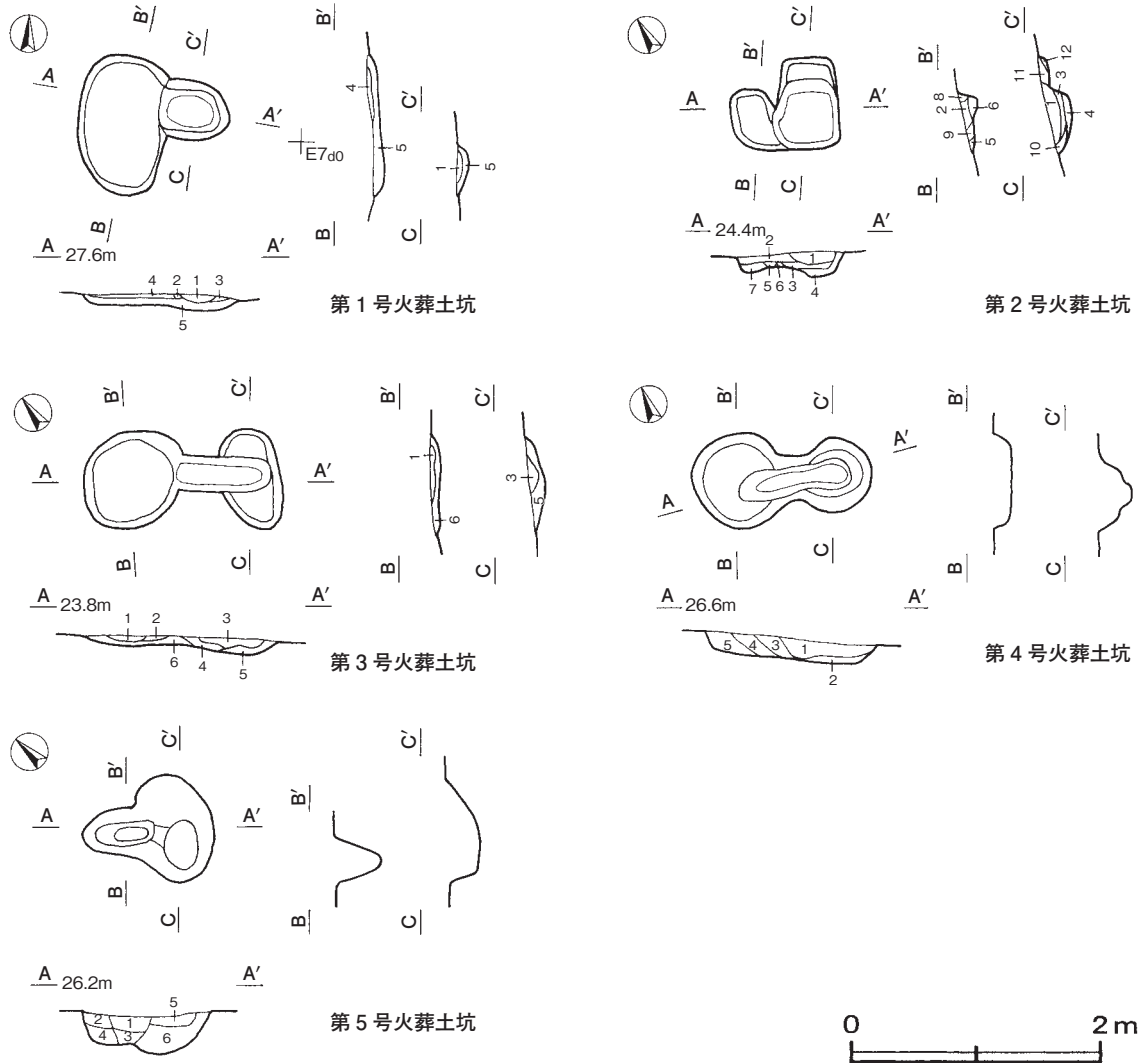 B′
C′
A
A′
C
B
E7d0
B′
4
C′
5
1
5
B
C
A 27.6m
A′
4 2 1 3
5
第1号火葬土坑
C′
B′
A
A′
B
C
B′
8
2
6
9
5
B
C′
12
11
3
1
4
10
C
A 24.4m
A′
2
1
7 5 6 3 4
第2号火葬土坑
B′
C′
A
A′
B
C
B′
1
6
B
C′
3
5
C
A 23.8m
A′
1 2 3
6 4 5
第3号火葬土坑
B′
C′
A′
A
B
C
B′
C′
B
C
A 26.6m
A′
5 4 3 1
2
第4号火葬土坑
C′
B′
A
A′
B
C
B′
C′
B
C
A 26.2m
A′
5
2 1
4 3 6
第5号火葬土坑
0 2m